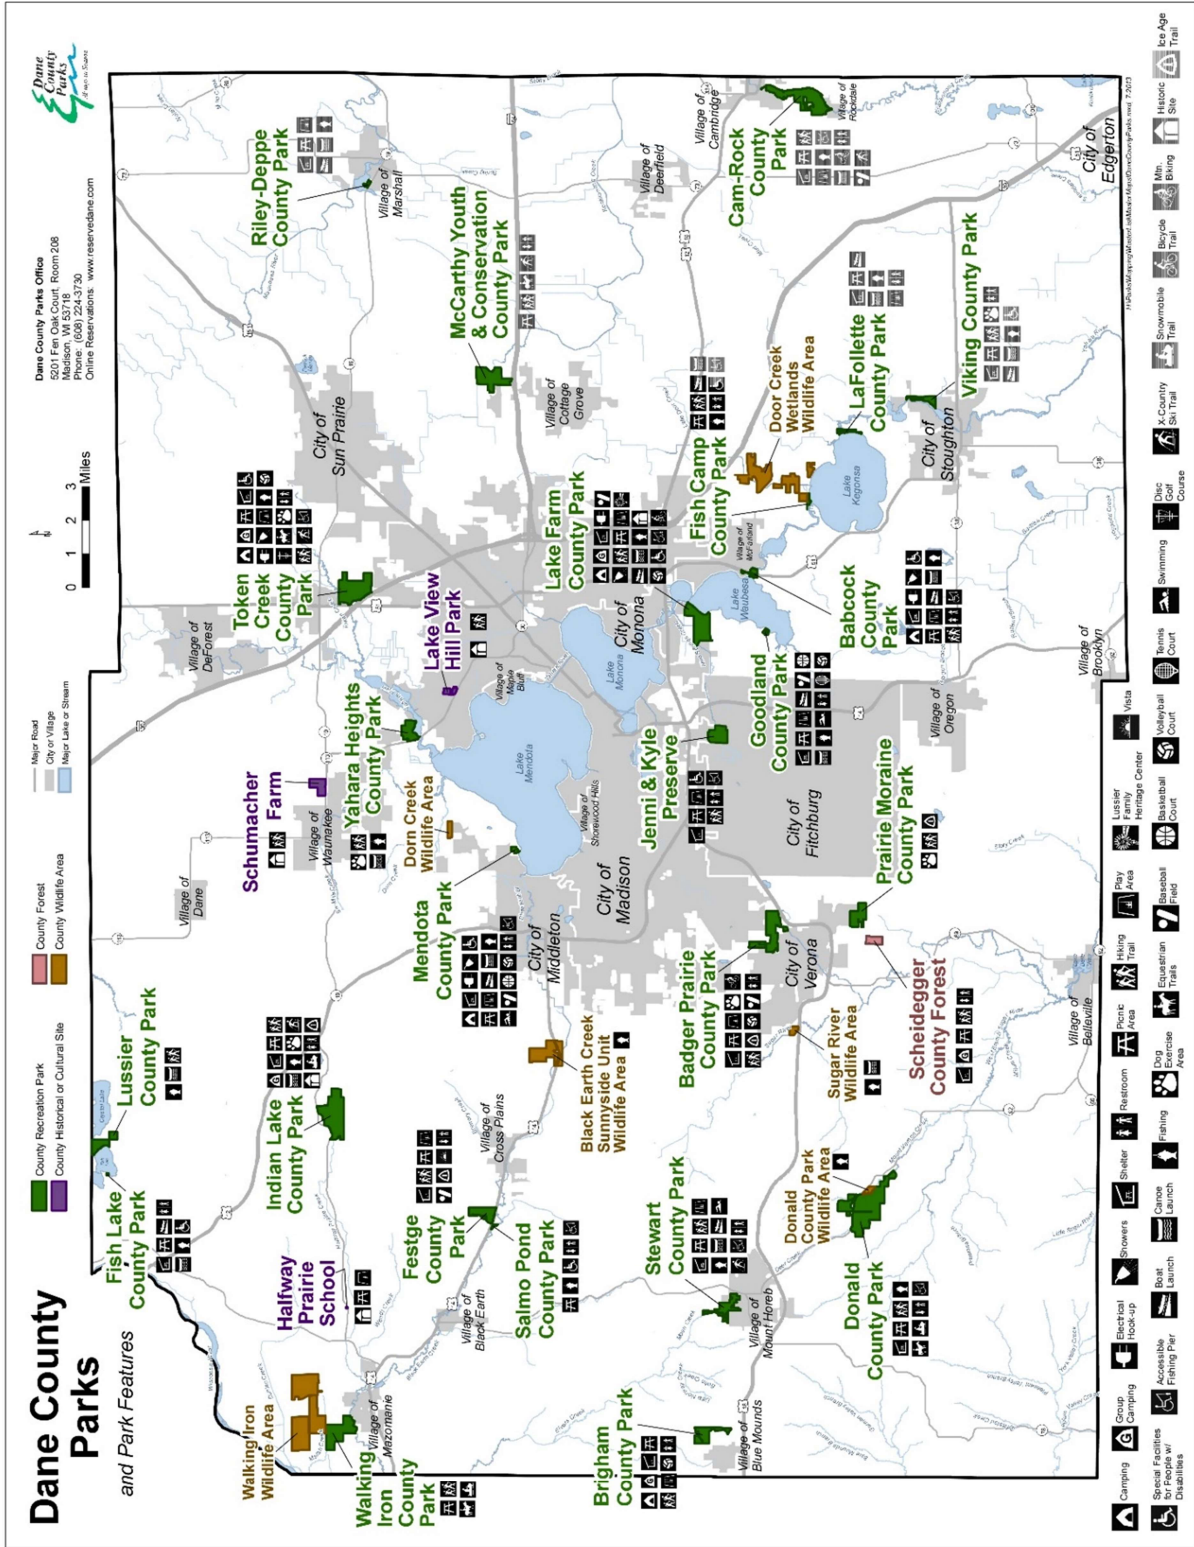 Dane County
Parks
and Park Features
County Recreation Park
County Historical or Cultural Site
County Forest
County Wildlife Area
Major Road
City or Village
Major Lake or Stream
0 1 2 3
Miles
Dane County Parks Office
5201 Fen Oak Court, Room 208
Madison, WI 53718
Phone: (608) 224-3730
Online Reservations: www.reservedane.com
Dane
County
Parks
Fish Lake
County Park
Lussier
County Park
Village of
Dane
Schumacher
Farm
Village of
Waunakee
Village of
DeForest
Token
Creek
County
Park
City of
Sun Prairie
Riley-Deppe
County Park
Village of
Marshall
Walking Iron
Wildlife Area
Walking
Iron
County
Park
Village of
Mazomanie
Halfway
Prairie
School
Indian Lake
County Park
Yahara Heights
County Park
Dorn Creek
Wildlife Area
Lake View
Hill Park
Village of
Maple
Bluff
McCarthy Youth
& Conservation
County Park
Village of
Cottage
Grove
Village of
Black Earth
Festge
County
Park
Salmo Pond
County Park
Village of
Cross Plains
Black Earth Creek
Sunnyside Unit
Wildlife Area
Mendota
County Park
City of
Middleton
Lake
Mendota
Village of
Shorewood Hills
City of
Madison
Lake
Monona
City of
Monona
Lake Farm
County Park
Village of
Deerfield
Village of
Cambridge
Cam-Rock
County
Park
Village of
Rockdale
Fish Camp
County Park
Door Creek
Wetlands
Wildlife Area
Village of
McFarland
Lake
Waubesa
Lake
Kegonsa
LaFollette
County Park
Viking County Park
City of
Stoughton
City of
Edgerton
Babcock
County
Park
Goodland
County Park
Jenni & Kyle
Preserve
City of
Fitchburg
Village of
Oregon
Village of
Brooklyn
Badger Prairie
County Park
City of
Verona
Prairie Moraine
County Park
Scheidegger
County Forest
Sugar River
Wildlife Area
Village of
Belleville
Stewart
County Park
Village of
Mount Horeb
Donald
County Park
Wildlife Area
Donald
County Park
Brigham
County Park
Village of
Blue Mounds
Camping
Group
Camping
Electrical
Hook-up
Showers
Shelter
Restroom
Picnic
Area
Hiking
Trail
Play
Area
Lussier
Family
Heritage Center
Vista
Special Facilities
for People w/
Disabilities
Accessible
Fishing Pier
Boat
Launch
Canoe
Launch
Fishing
Dog
Exercise
Area
Equestrian
Trails
Baseball
Field
Basketball
Court
Volleyball
Court
Tennis
Court
Swimming
Disc
Golf
Course
X-Country
Ski Trail
Snowmobile
Trail
Bicycle
Trail
Mtn.
Biking
Historic
Site
Ice Age
Trail